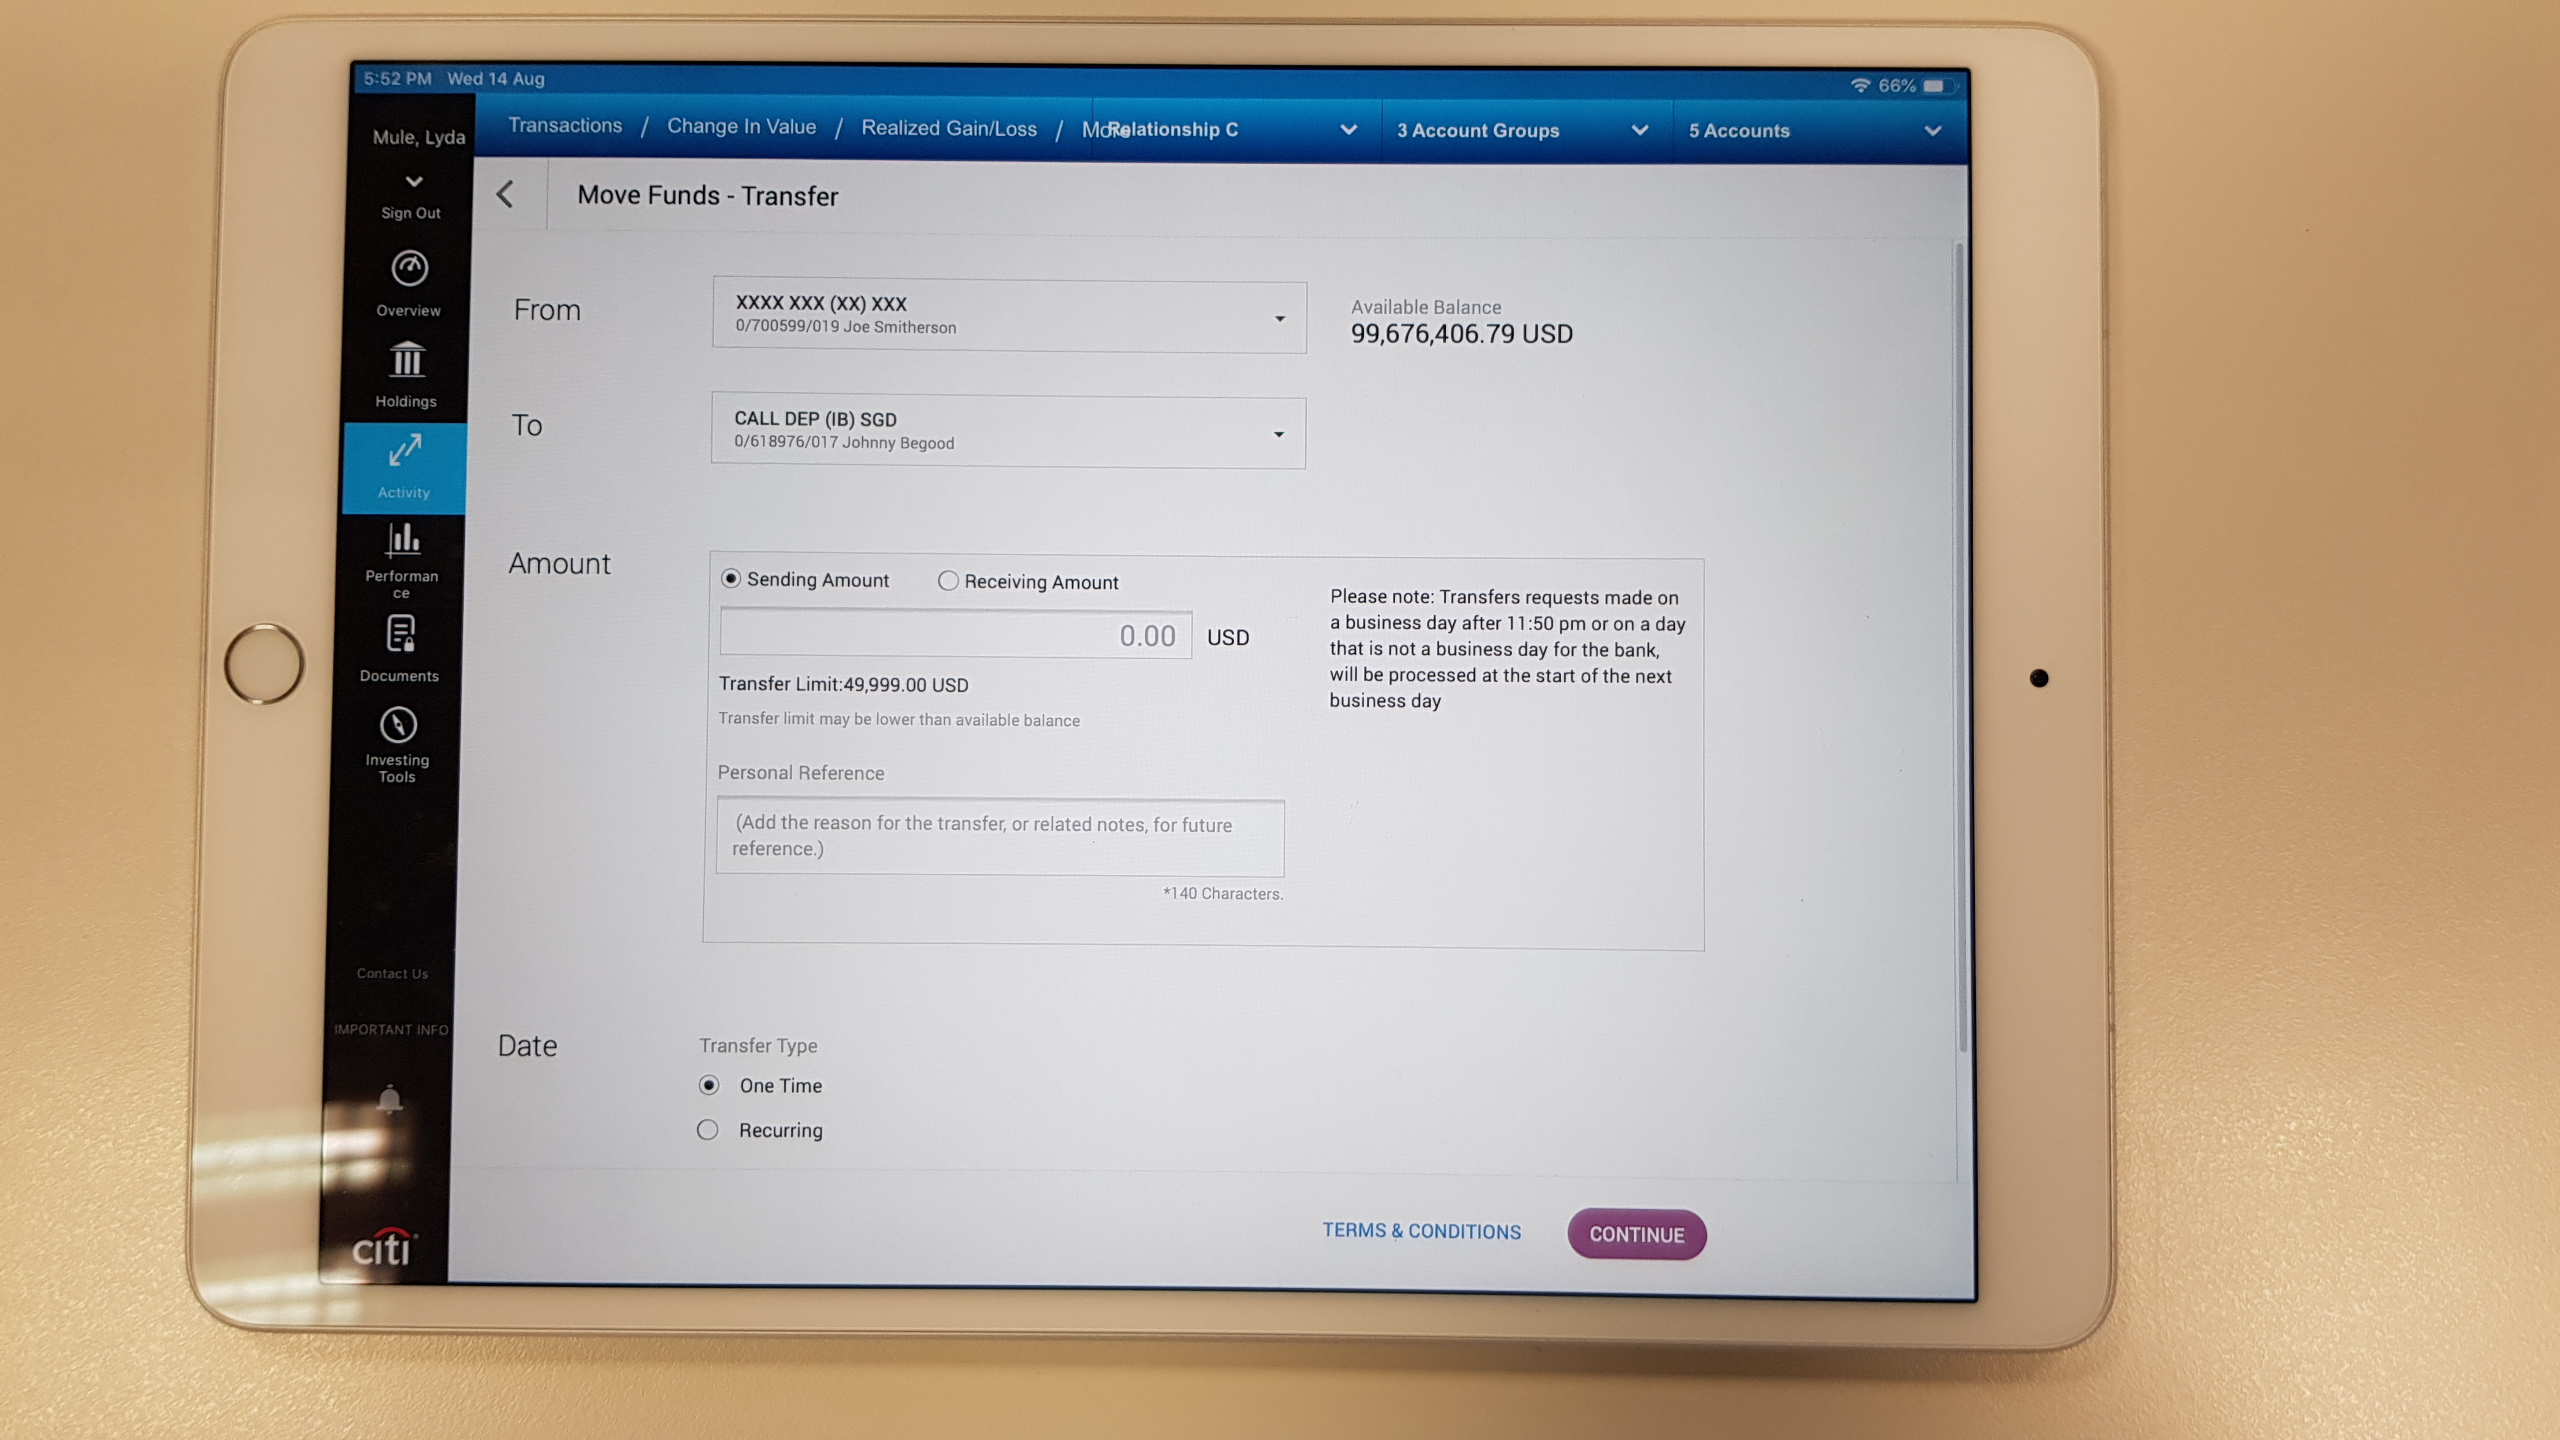 5:52 PM Wed 14 Aug
66%
Mule, Lyda
Sign Out
Overview
Holdings
Activity
Performan
ce
Documents
Investing
Tools
Contact Us
IMPORTANT INFO
citi
Transactions / Change In Value / Realized Gain/Loss / More
Relationship C
3 Account Groups
5 Accounts
Move Funds - Transfer
From
XXXX XXX (XX) XXX
0/700599/019 Joe Smitherson
Available Balance
99,676,406.79 USD
To
CALL DEP (IB) SGD
0/618976/017 Johnny Begood
Amount
Sending Amount
Receiving Amount
0.00 USD
Transfer Limit:49,999.00 USD
Transfer limit may be lower than available balance
Please note: Transfers requests made on
a business day after 11:50 pm or on a day
that is not a business day for the bank,
will be processed at the start of the next
business day
Personal Reference
(Add the reason for the transfer, or related notes, for future
reference.)
*140 Characters.
Date
Transfer Type
One Time
Recurring
TERMS & CONDITIONS
CONTINUE